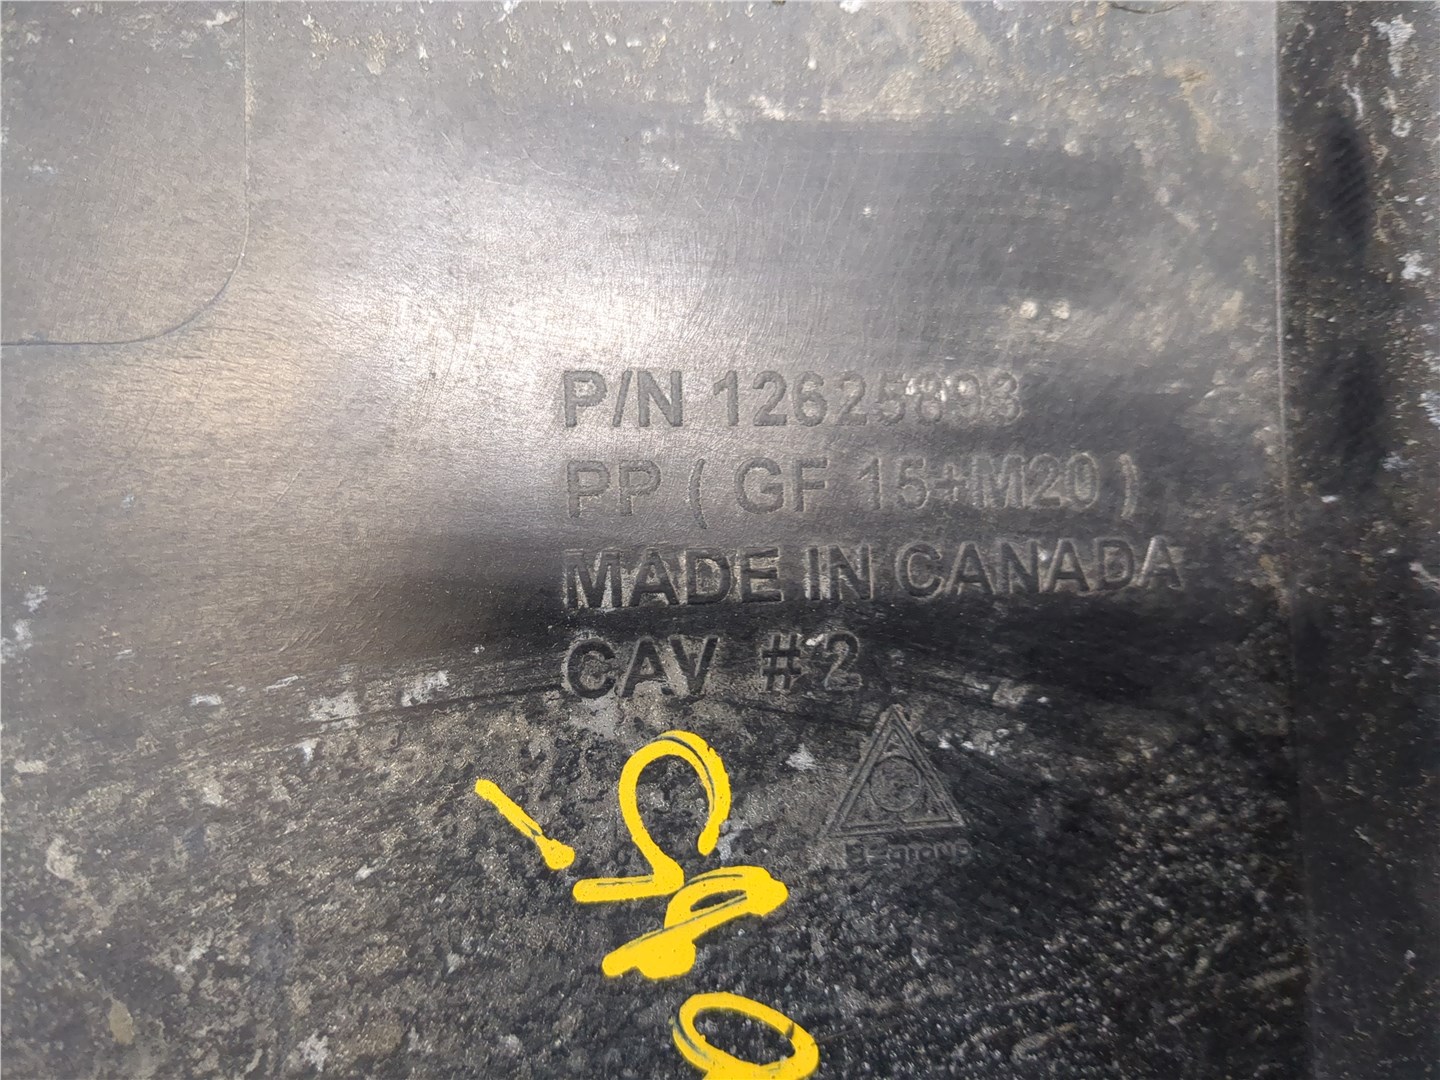 P/N 12625893
PP ( GF 15+M20 )
MADE IN CANADA
CAV #2